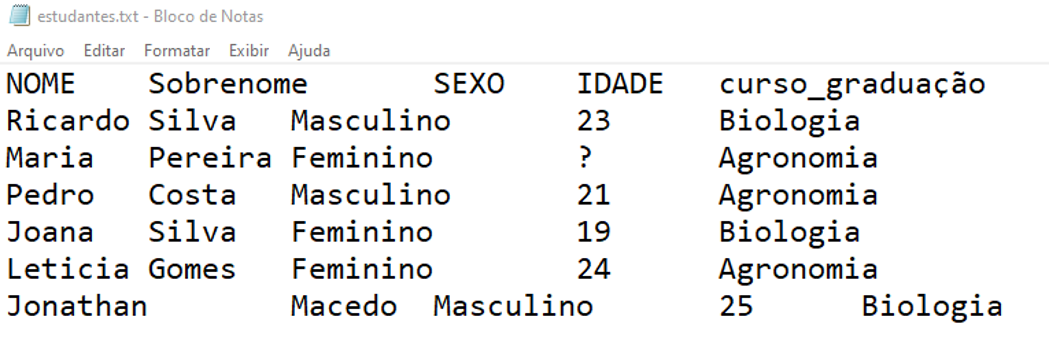 estudantes.txt - Bloco de Notas
Arquivo Editar Formatar Exibir Ajuda
NOME Sobrenome SEXO IDADE curso_graduação
Ricardo Silva Masculino 23 Biologia
Maria Pereira Feminino ? Agronomia
Pedro Costa Masculino 21 Agronomia
Joana Silva Feminino 19 Biologia
Leticia Gomes Feminino 24 Agronomia
Jonathan Macedo Masculino 25 Biologia